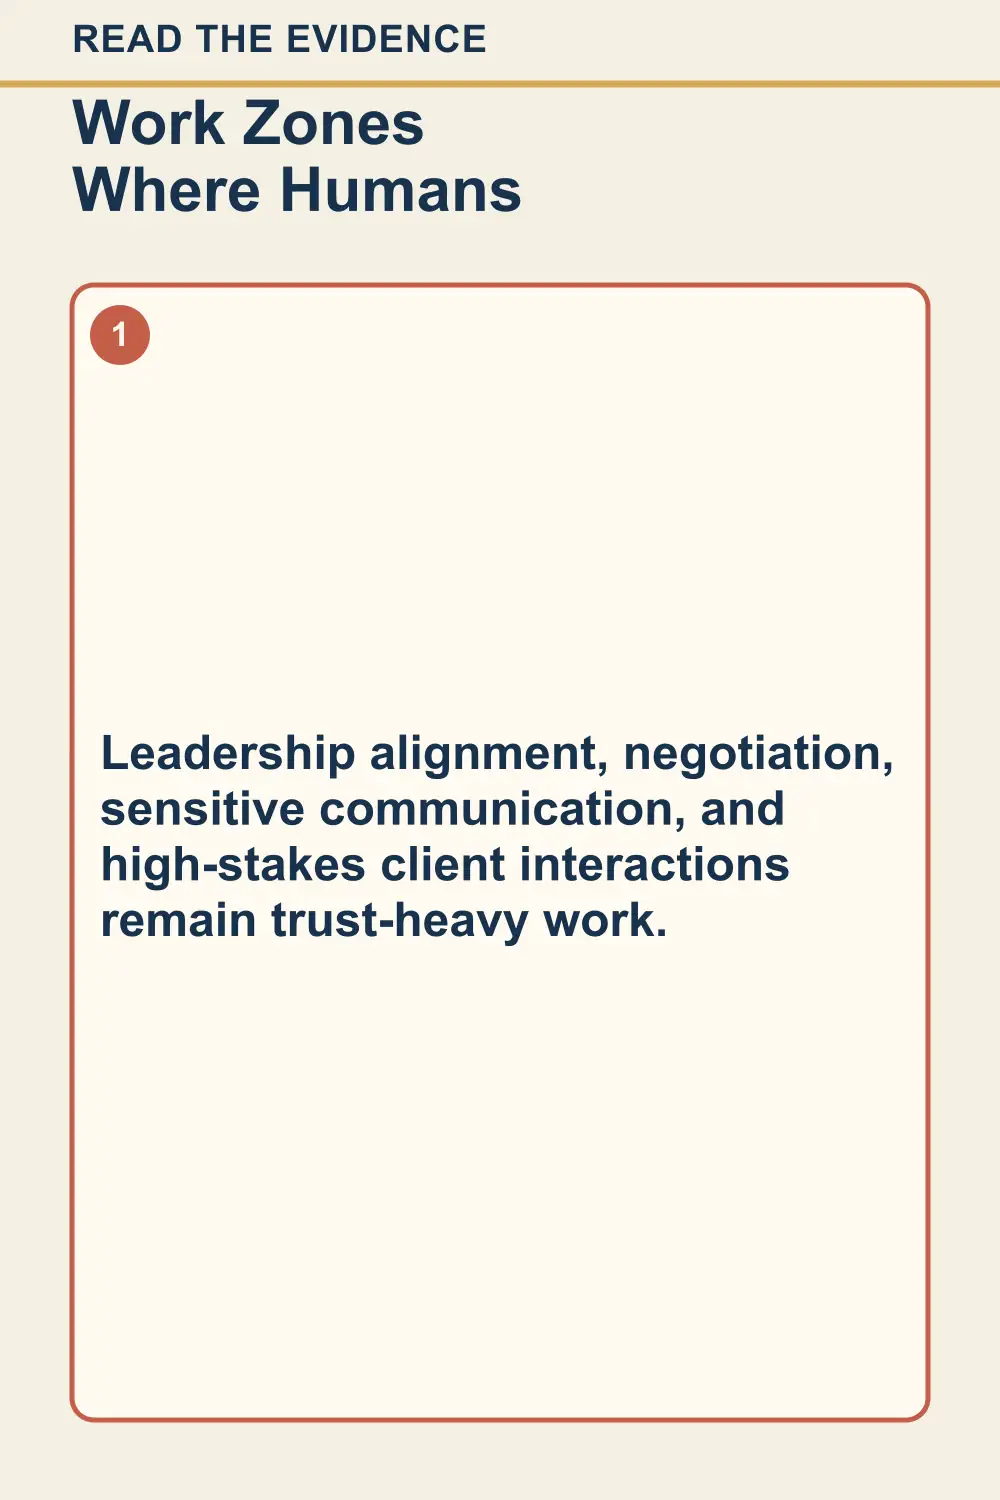 READ THE EVIDENCE
Work Zones
Where Humans
1
Leadership alignment, negotiation,
sensitive communication, and
high-stakes client interactions
remain trust-heavy work.